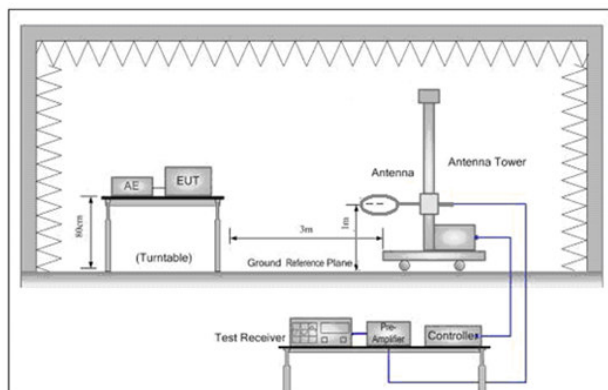 Antenna Tower
Antenna
AE
EUT
80cm
(Turntable)
3m
1m
Ground Reference Plane
Test Receiver
Pre-
Amplifier
Controller